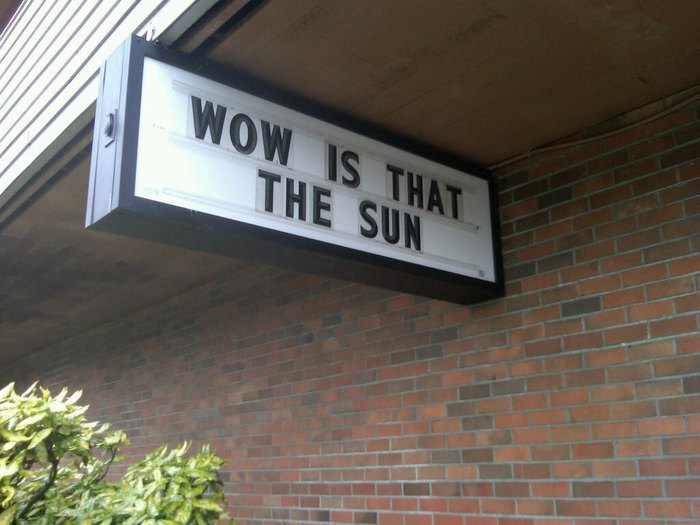 WOW IS THAT
THE SUN